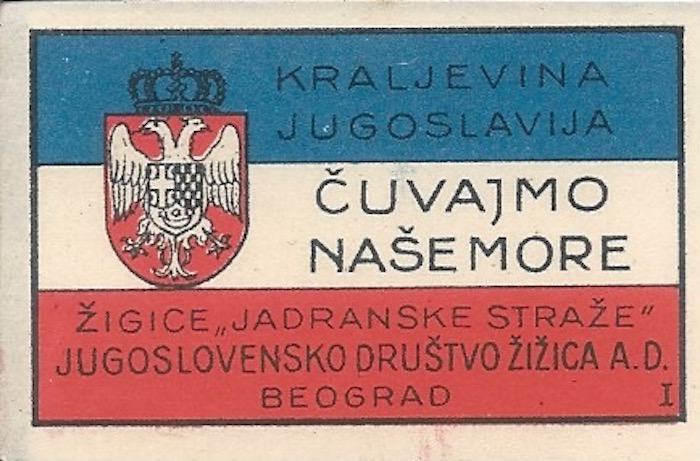 KRALJEVINA
JUGOSLAVIJA
ČUVAJMO
NAŠE MORE
ŽIGICE „JADRANSKE STRAŽE"
JUGOSLOVENSKO DRUŠTVO ŽIŽICA A.D.
BEOGRAD
I